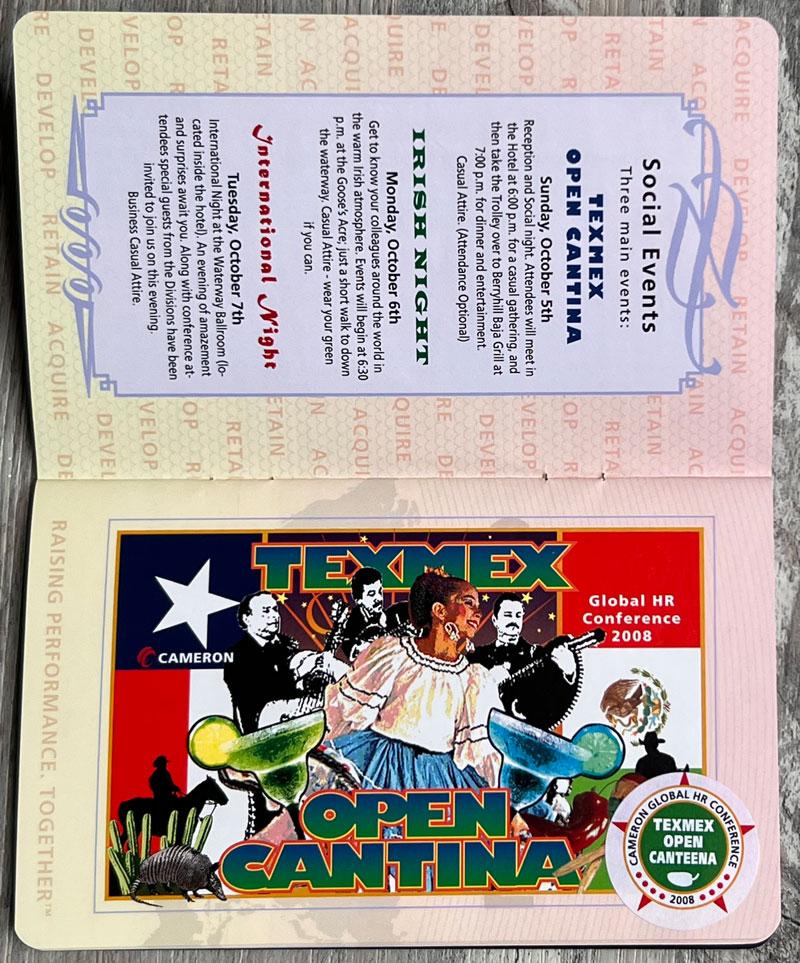 Social Events
Three main events:
TEXMEX
OPEN CANTINA
Sunday, October 5th
Reception and Social Night. Attendees will meet in
the Hotel at 6:00 p.m. for a casual gathering, and
then take the Trolley over to Berryhill Baja Grill at
7:00 p.m. for dinner and entertainment.
Casual Attire. (Attendance Optional)
IRISH NIGHT
Monday, October 6th
Get to know your colleagues around the world in
the warm Irish atmosphere. Events will begin at 6:30
p.m. at the Goose's Acre; just a short walk to down
the waterway. Casual Attire - wear your green
if you can.
International Night
Tuesday, October 7th
International Night at the Waterway Ballroom (lo-
cated inside the hotel). An evening of amazement
and surprises await you. Along with conference at-
tendees special guests from the Divisions have been
invited to join us on this evening.
Business Casual Attire.
ACQUIRE DEVELOP RETAIN ACQUIRE
DEVELOP RETAIN ACQUIRE
RAISING PERFORMANCE. TOGETHER™
TEXMEX
Global HR
Conference
2008
CAMERON
OPEN
CANTINA
CAMERON GLOBAL HR CONFERENCE
TEXMEX
OPEN
CANTEENA
2008